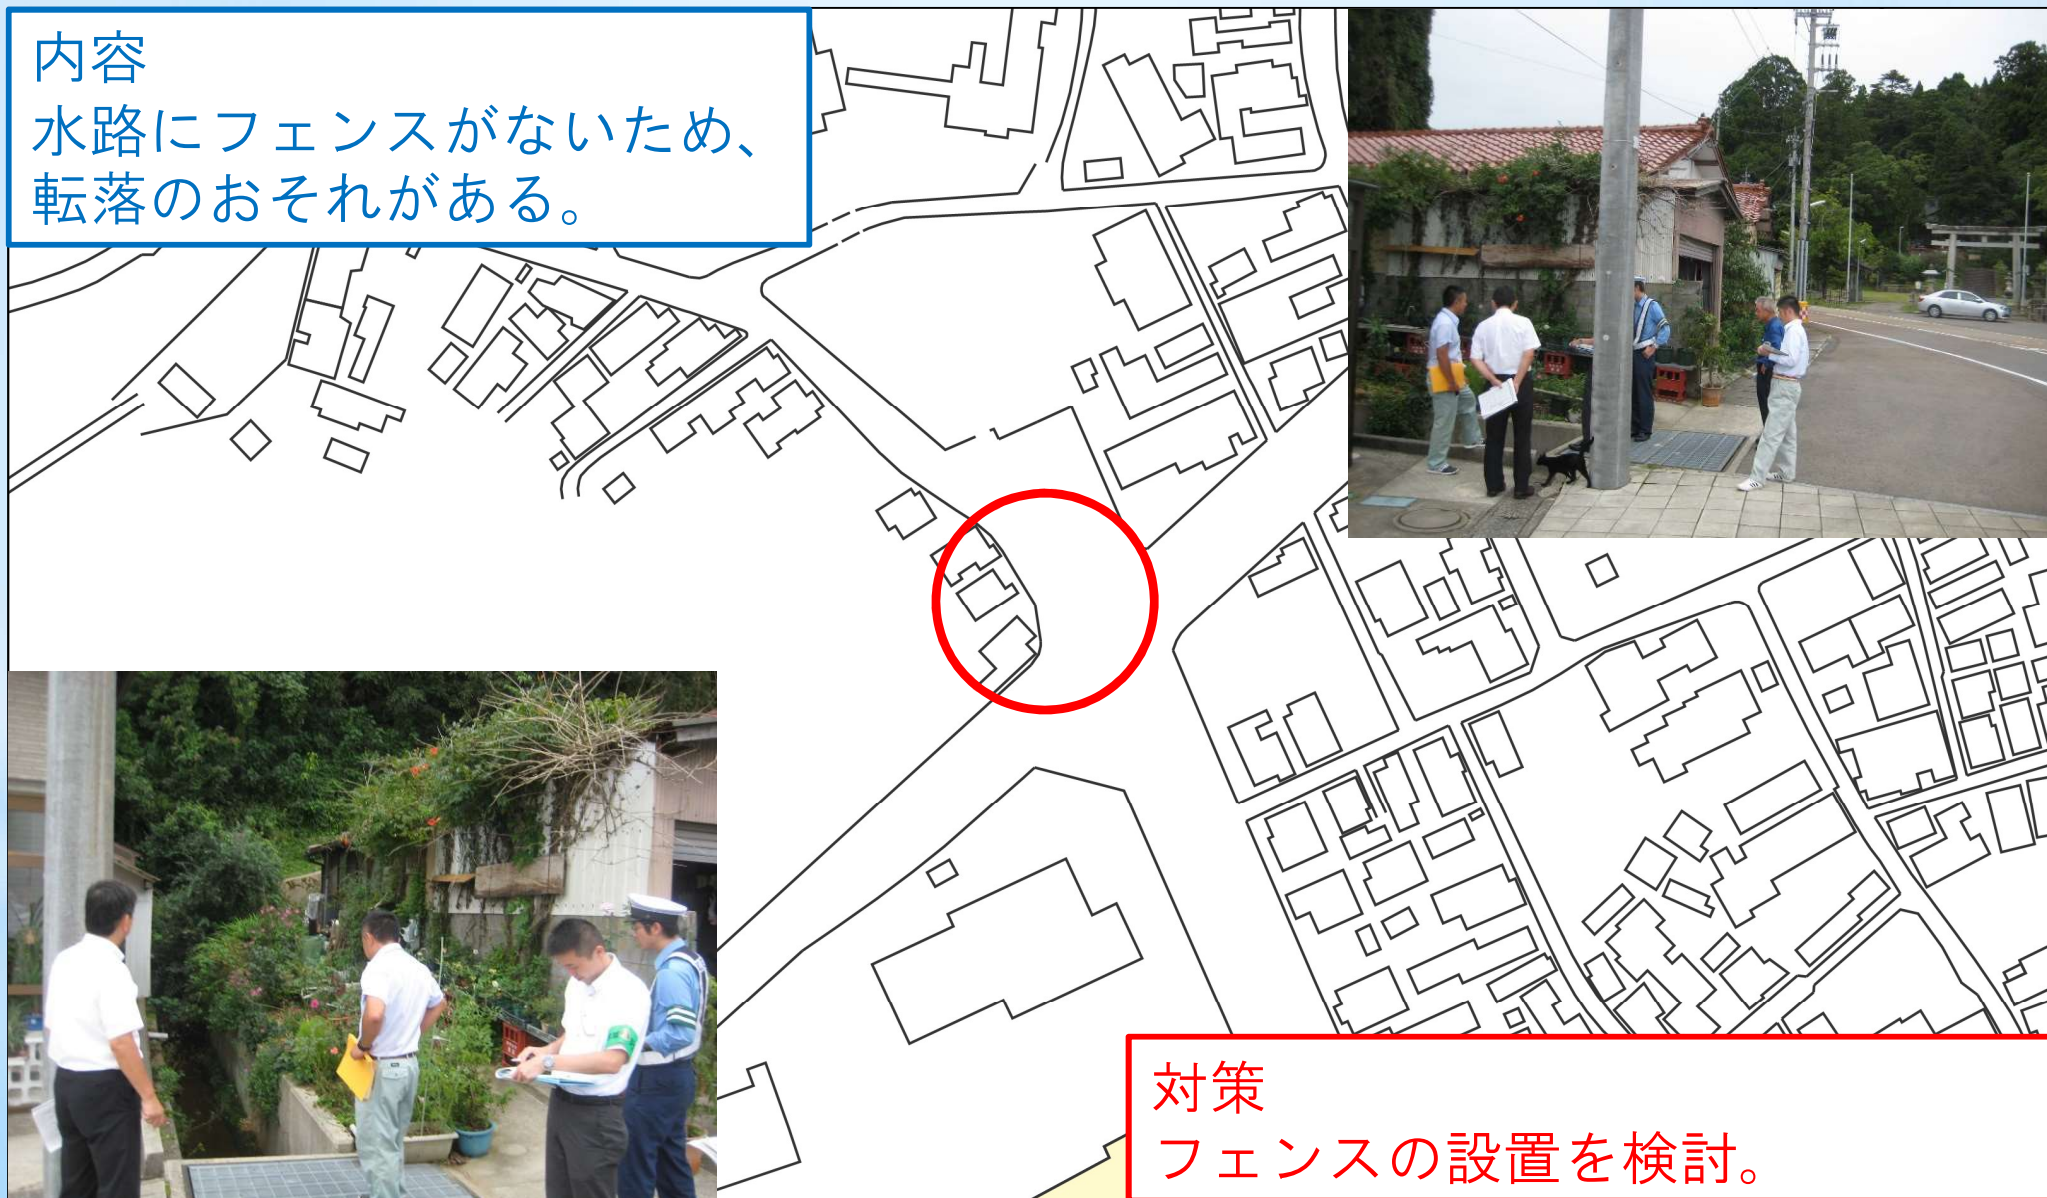 内容
水路にフェンスがないため、
転落のおそれがある。
対策
フェンスの設置を検討。